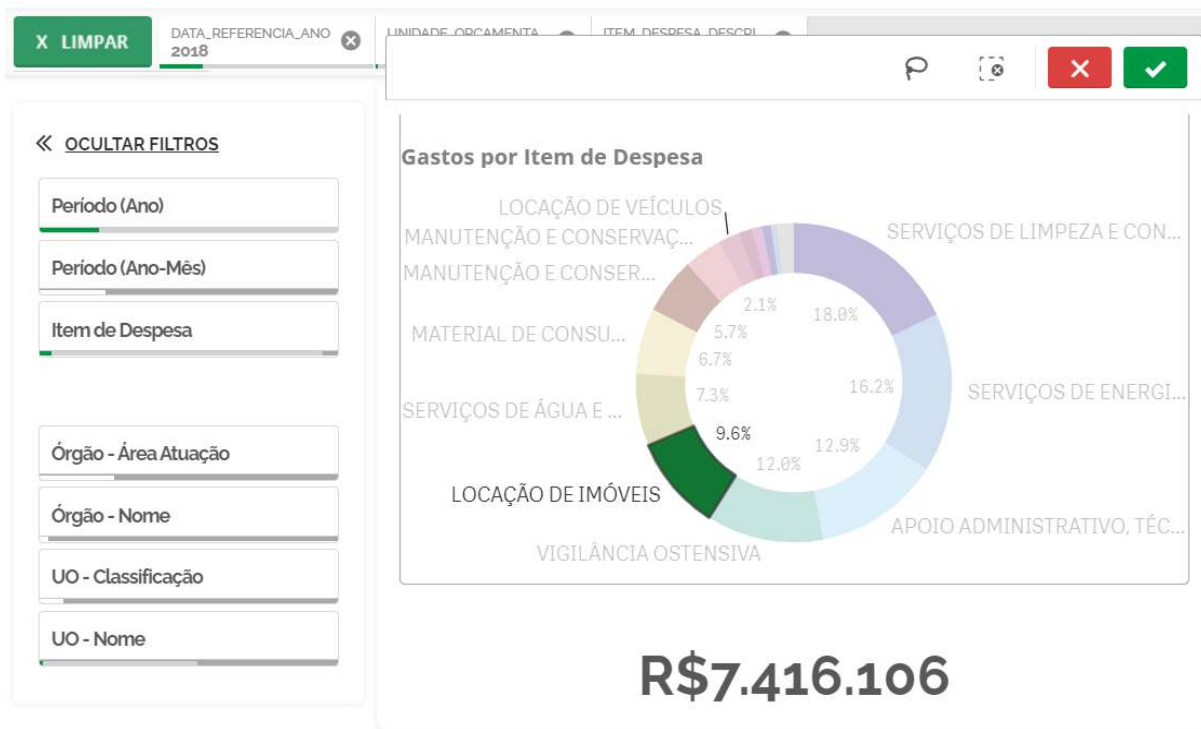 X LIMPAR
DATA_REFERENCIA_ANO
2018
UNIDADE_ORÇAMENTA...
ITEM_DESPESA_DESCRI...
OCULTAR FILTROS
Período (Ano)
Período (Ano-Mês)
Item de Despesa
Órgão - Área Atuação
Órgão - Nome
UO - Classificação
UO - Nome
Gastos por Item de Despesa
LOCAÇÃO DE VEÍCULOS
MANUTENÇÃO E CONSERVAÇ...
MANUTENÇÃO E CONSER...
MATERIAL DE CONSU...
SERVIÇOS DE ÁGUA E ...
LOCAÇÃO DE IMÓVEIS
VIGILÂNCIA OSTENSIVA
SERVIÇOS DE LIMPEZA E CON...
SERVIÇOS DE ENERGI...
APOIO ADMINISTRATIVO, TÉC...
2.1%
18.0%
5.7%
6.7%
7.3%
16.2%
9.6%
12.9%
12.0%
R$7.416.106